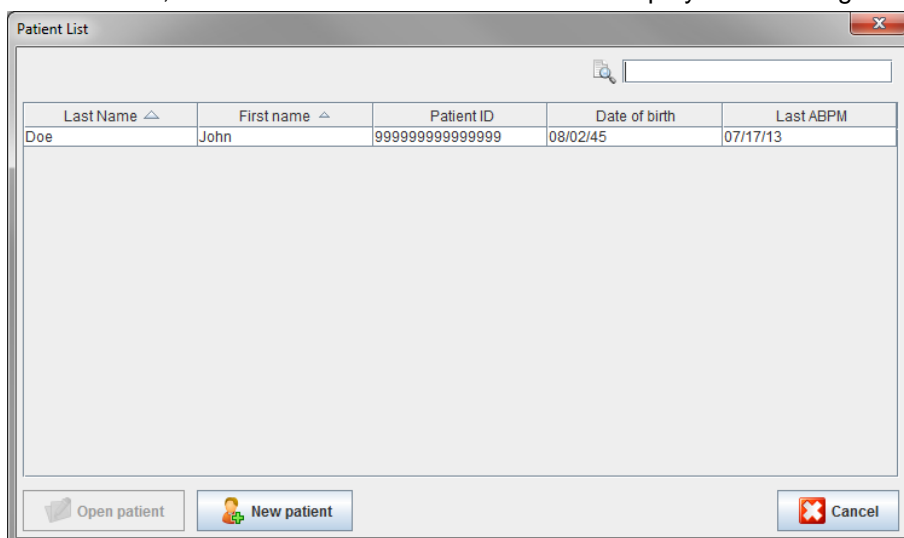 Patient List
Last Name First name Patient ID Date of birth Last ABPM
Doe John 999999999999999 08/02/45 07/17/13
Open patient New patient Cancel